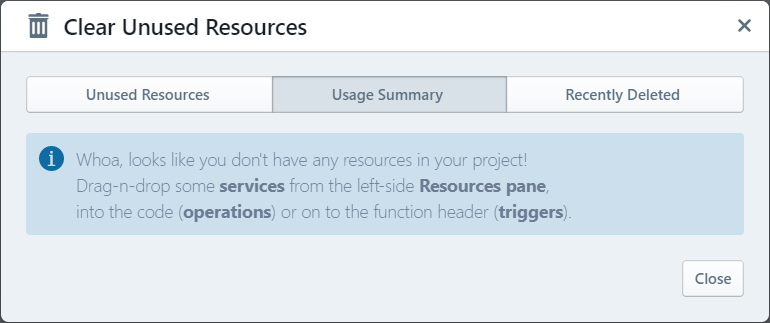 Clear Unused Resources
Unused Resources
Usage Summary
Recently Deleted
Whoa, looks like you don't have any resources in your project!
Drag-n-drop some services from the left-side Resources pane,
into the code (operations) or on to the function header (triggers).
Close